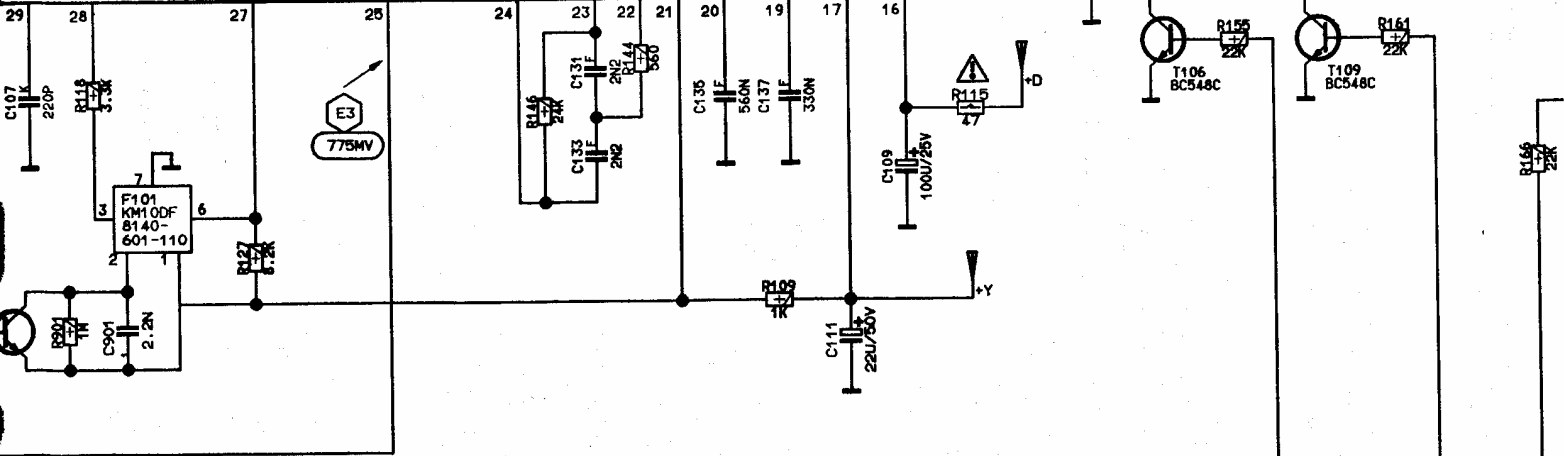 29
28
27
25
24
23
22
21
20
19
17
16
C107
K
220P
R118
3.3K
E3
775MV
R146
24K
C131
F
2N2
R144
560
C133
F
2N2
C135
F
560N
C137
F
330N
R115
47
+D
C109
+
100U/25V
T106
BC548C
R155
22K
T109
BC548C
R161
22K
R166
22K
7
F101
KM10DF
8140-
601-110
3
6
2
1
R127
8.2K
R901
1M
C901
2.2N
R109
1K
+Y
C111
+
22U/50V